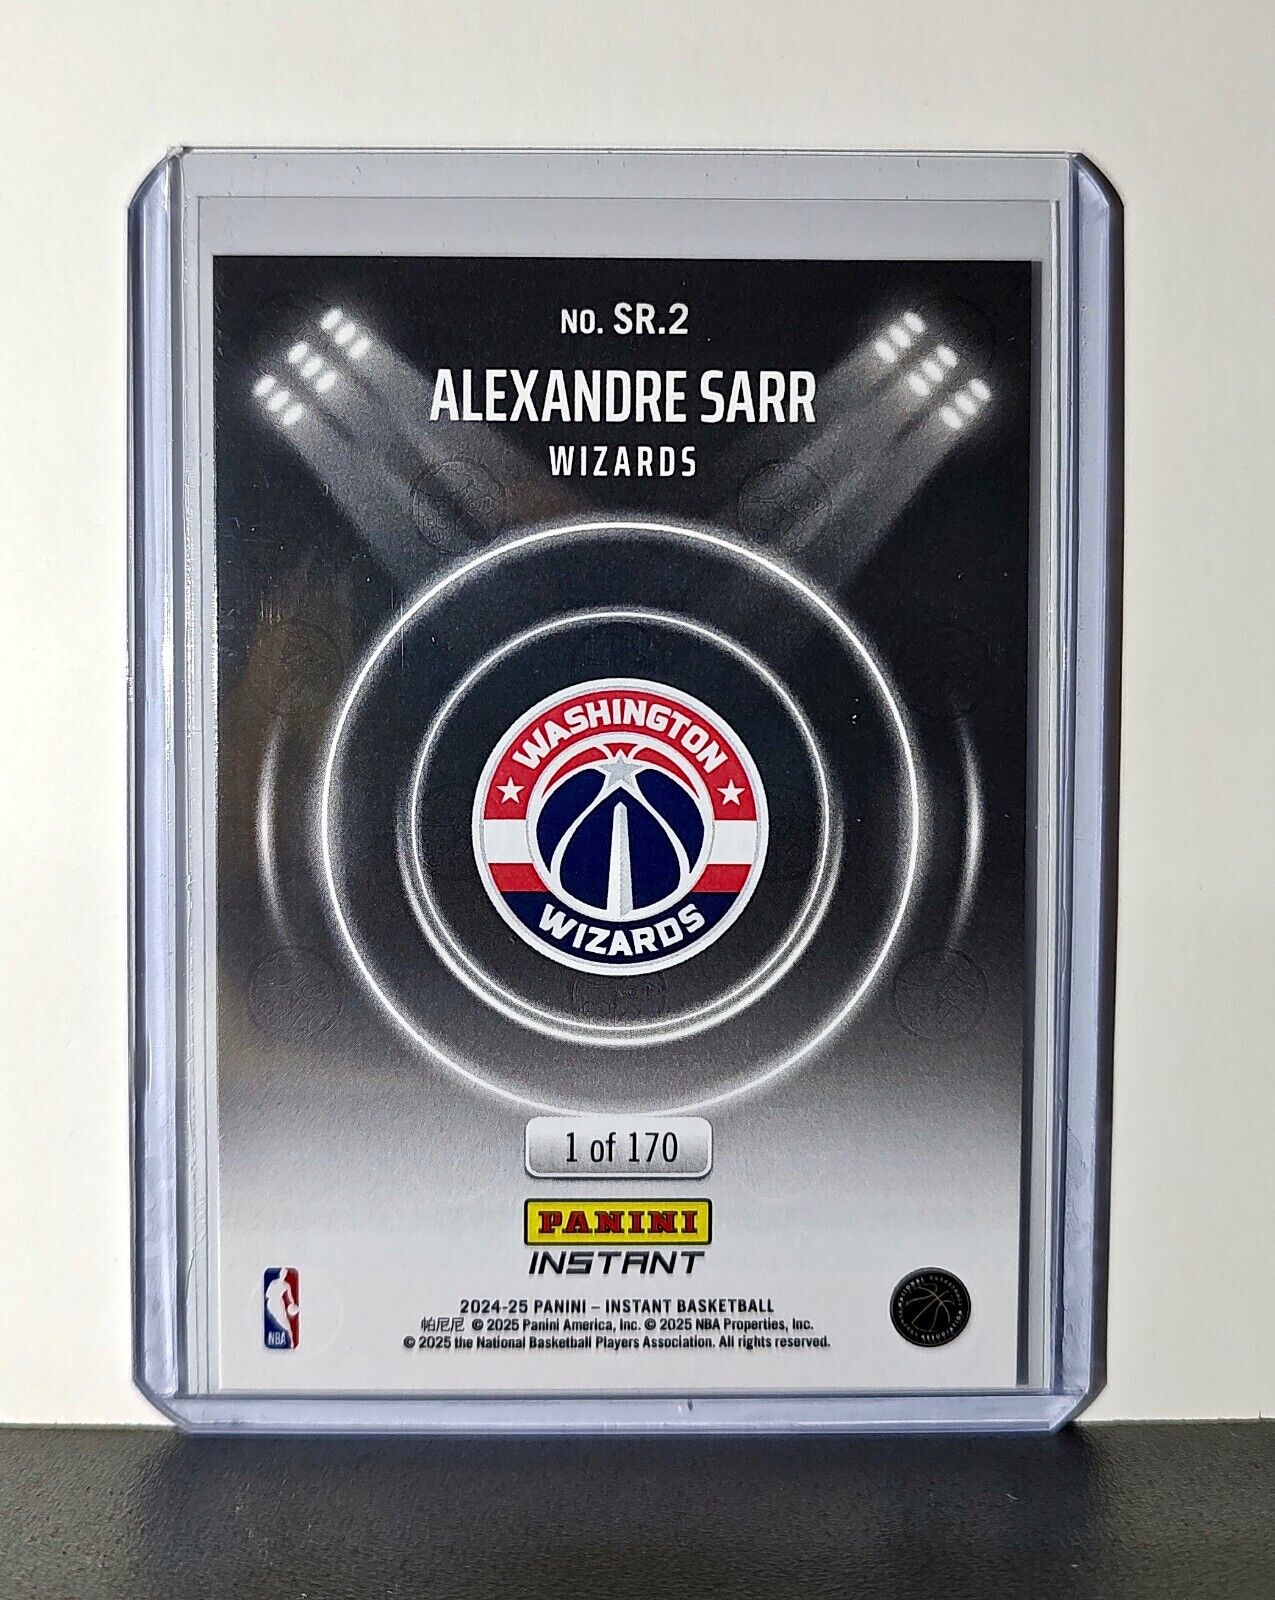 NO. SR.2
ALEXANDRE SARR
WIZARDS
WASHINGTON
WIZARDS
1 of 170
PANINI
INSTANT
2024-25 PANINI – INSTANT BASKETBALL
帕尼尼 © 2025 Panini America, Inc. © 2025 NBA Properties, Inc.
© 2025 the National Basketball Players Association. All rights reserved.
NBA